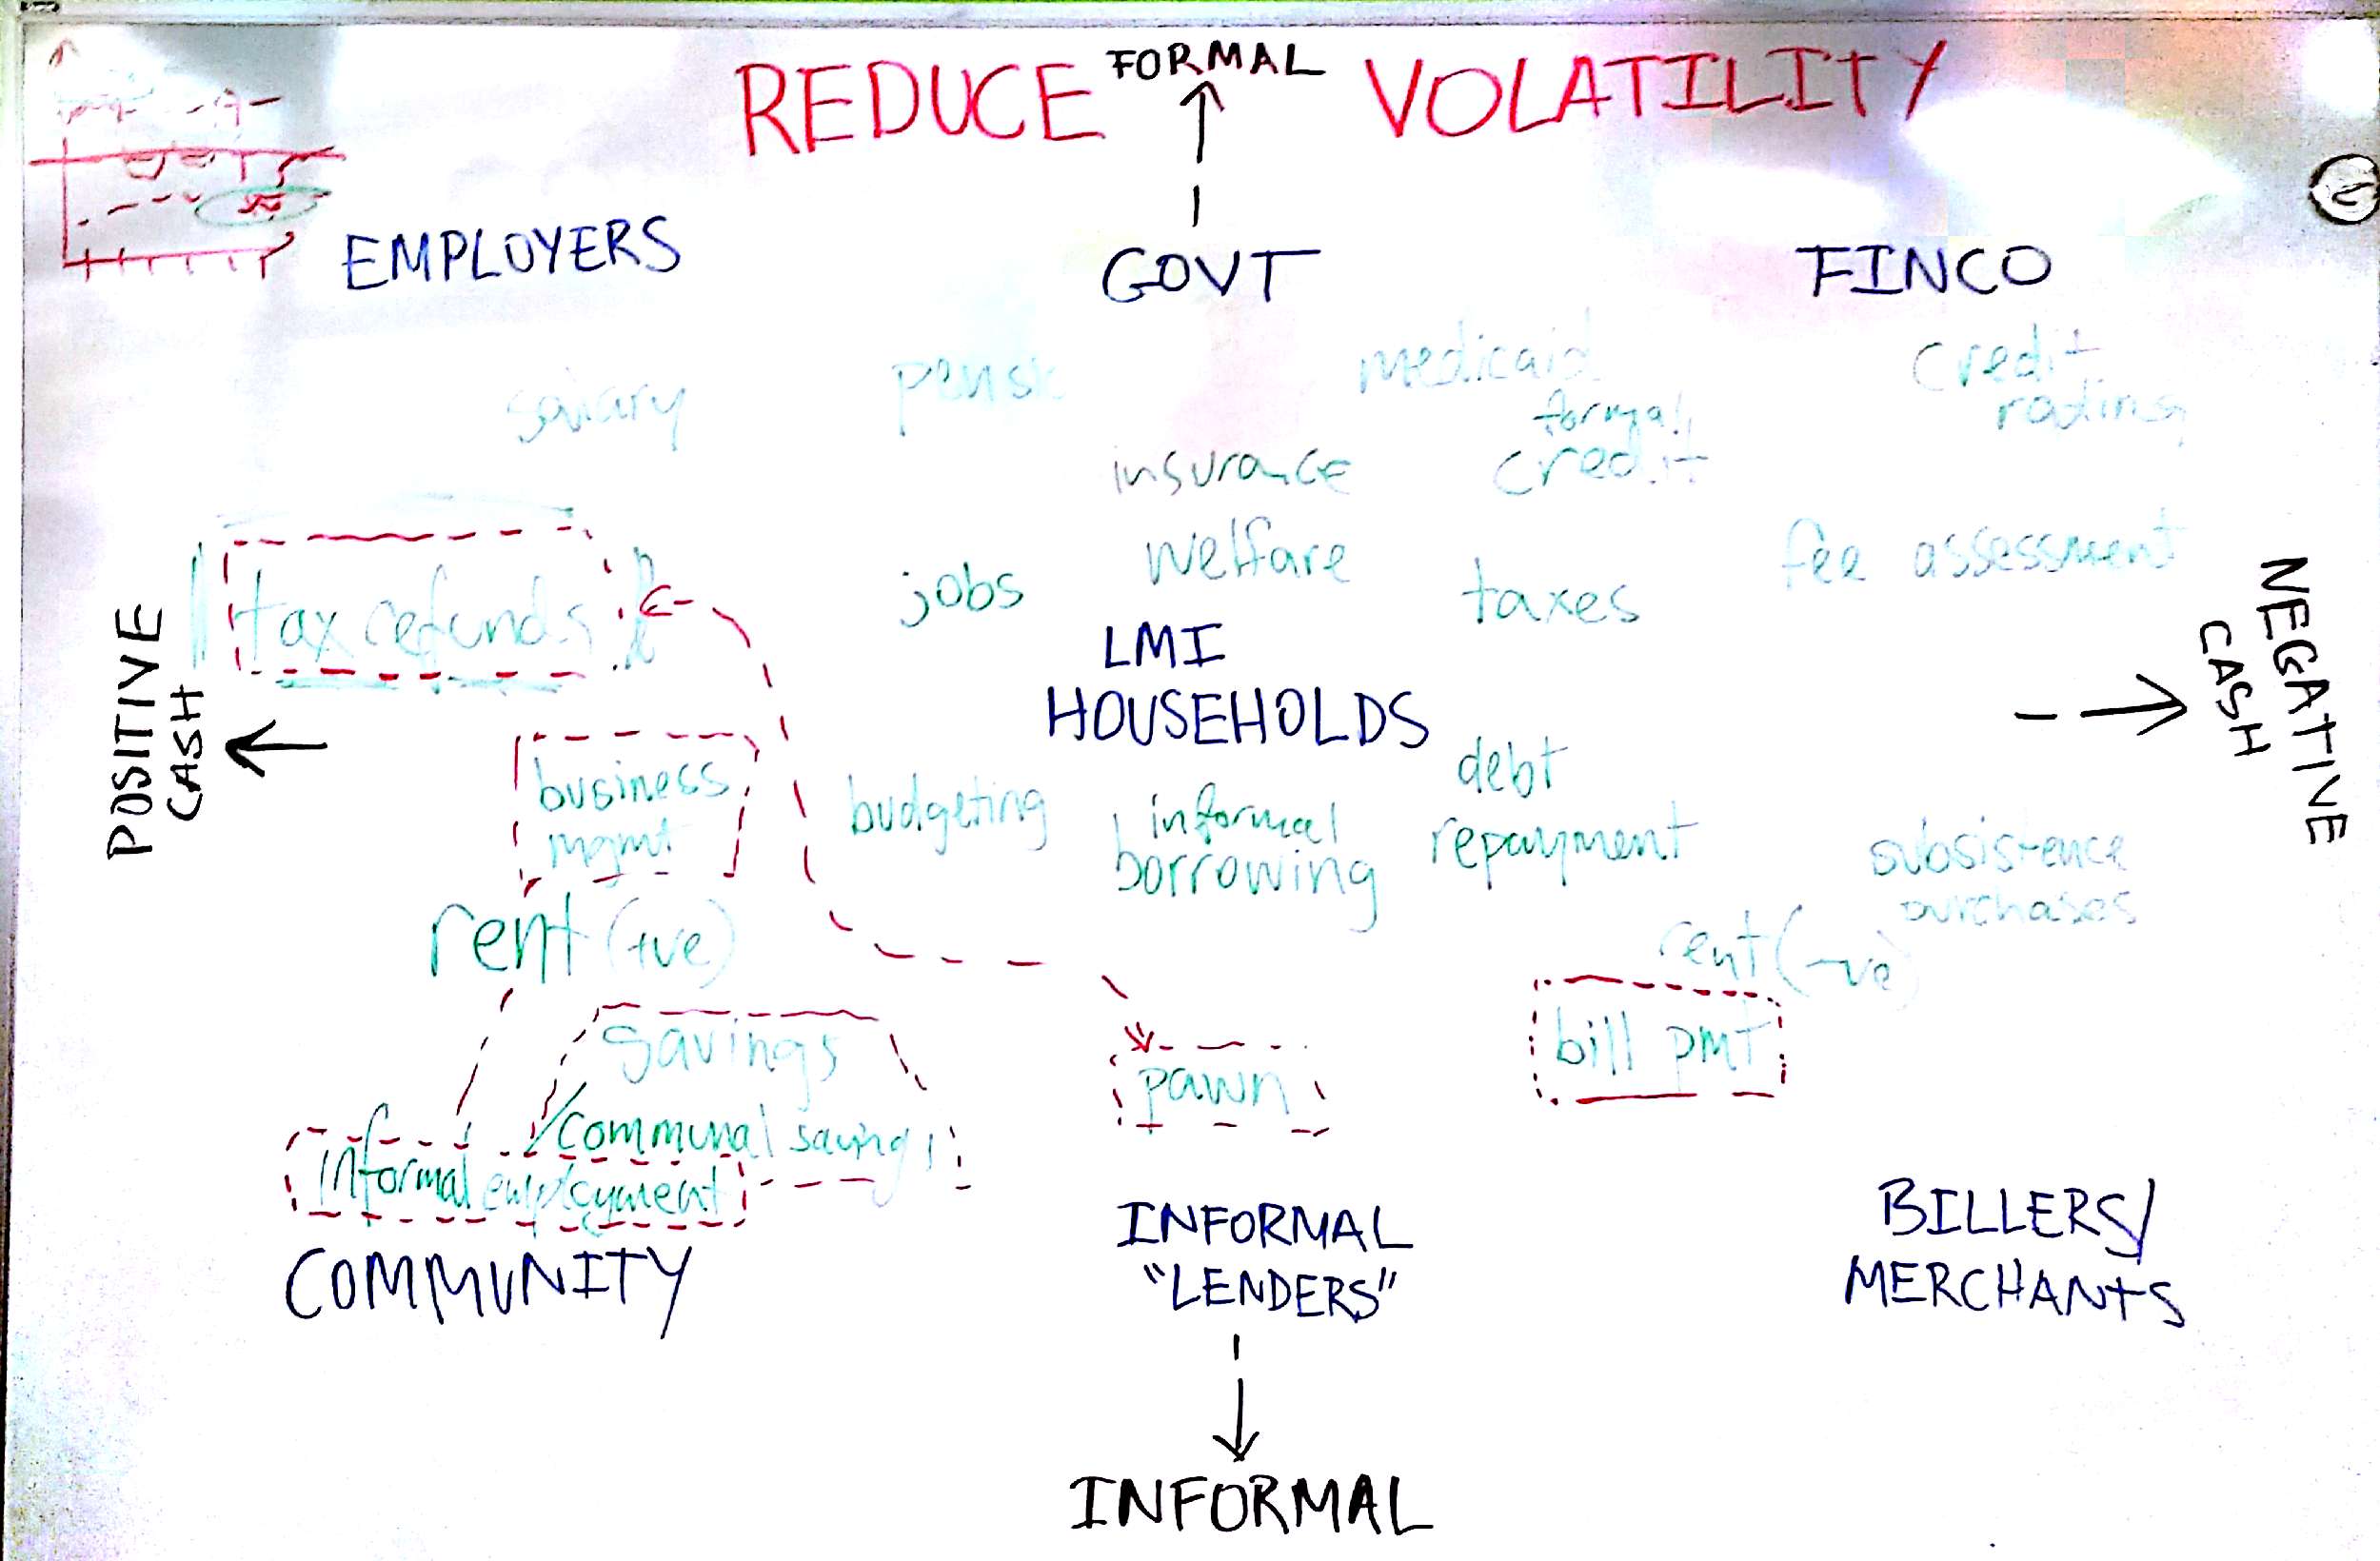 FORMAL
REDUCE VOLATILITY
EMPLOYERS
GOVT
FINCO
salary
pensi
medicaid
credit
rating
formal
credit
insurance
welfare
jobs
taxes
fee assessment
tax refunds
LMI
HOUSEHOLDS
POSITIVE
CASH
NEGATIVE
CASH
business
mgmt
budgeting
informal
borrowing
debt
repayment
subsistence
purchases
rent (+ve)
rent (-ve)
savings
/communal savings
bill pmt
pawn
informal employment
COMMUNITY
INFORMAL
"LENDERS"
BILLERS/
MERCHANTS
INFORMAL